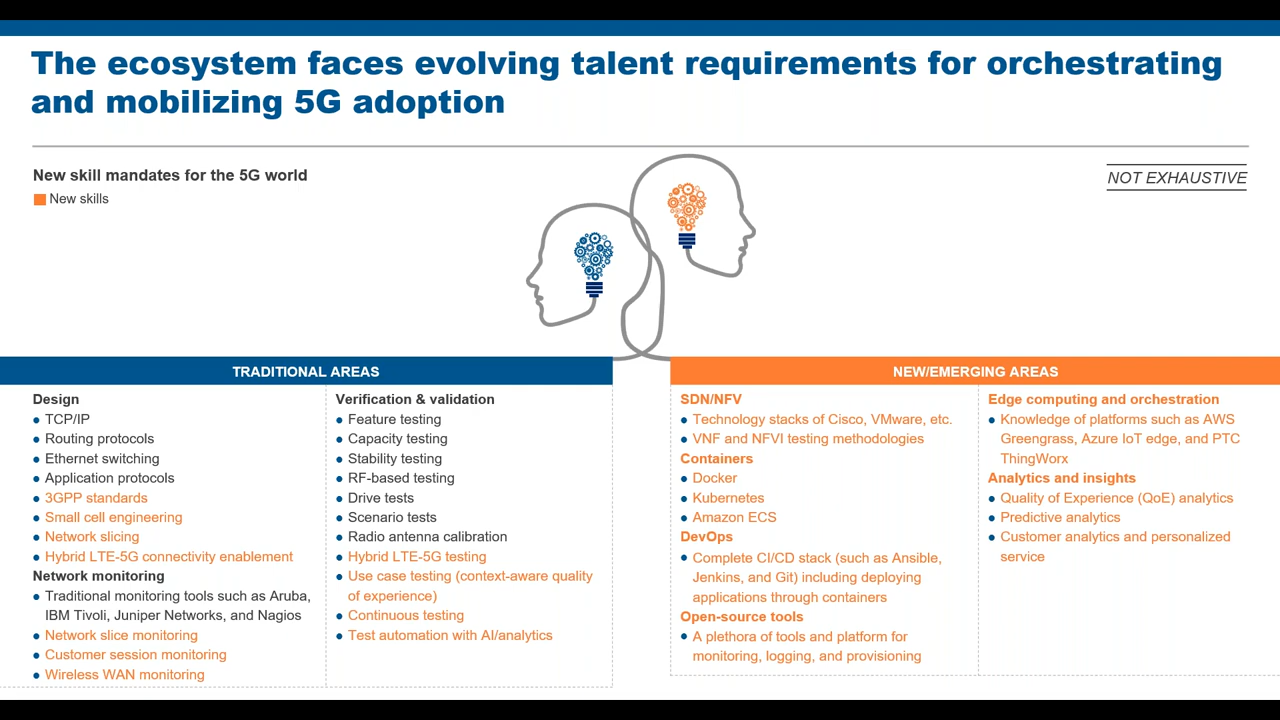 The ecosystem faces evolving talent requirements for orchestrating
and mobilizing 5G adoption
New skill mandates for the 5G world
New skills
NOT EXHAUSTIVE
TRADITIONAL AREAS
Design
• TCP/IP
• Routing protocols
• Ethernet switching
• Application protocols
• 3GPP standards
• Small cell engineering
• Network slicing
• Hybrid LTE-5G connectivity enablement
Network monitoring
• Traditional monitoring tools such as Aruba,
IBM Tivoli, Juniper Networks, and Nagios
• Network slice monitoring
• Customer session monitoring
• Wireless WAN monitoring
Verification & validation
• Feature testing
• Capacity testing
• Stability testing
• RF-based testing
• Drive tests
• Scenario tests
• Radio antenna calibration
• Hybrid LTE-5G testing
• Use case testing (context-aware quality
of experience)
• Continuous testing
• Test automation with AI/analytics
NEW/EMERGING AREAS
SDN/NFV
• Technology stacks of Cisco, VMware, etc.
• VNF and NFVI testing methodologies
Containers
• Docker
• Kubernetes
• Amazon ECS
DevOps
• Complete CI/CD stack (such as Ansible,
Jenkins, and Git) including deploying
applications through containers
Open-source tools
• A plethora of tools and platform for
monitoring, logging, and provisioning
Edge computing and orchestration
• Knowledge of platforms such as AWS
Greengrass, Azure IoT edge, and PTC
ThingWorx
Analytics and insights
• Quality of Experience (QoE) analytics
• Predictive analytics
• Customer analytics and personalized
service